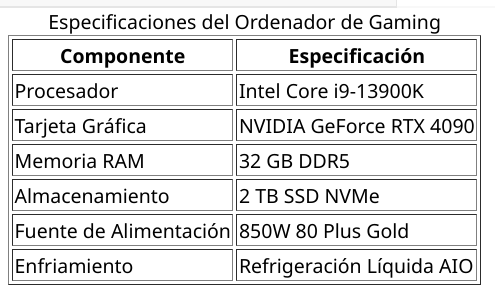 Especificaciones del Ordenador de Gaming
Componente Especificación
Procesador Intel Core i9-13900K
Tarjeta Gráfica NVIDIA GeForce RTX 4090
Memoria RAM 32 GB DDR5
Almacenamiento 2 TB SSD NVMe
Fuente de Alimentación 850W 80 Plus Gold
Enfriamiento Refrigeración Líquida AIO